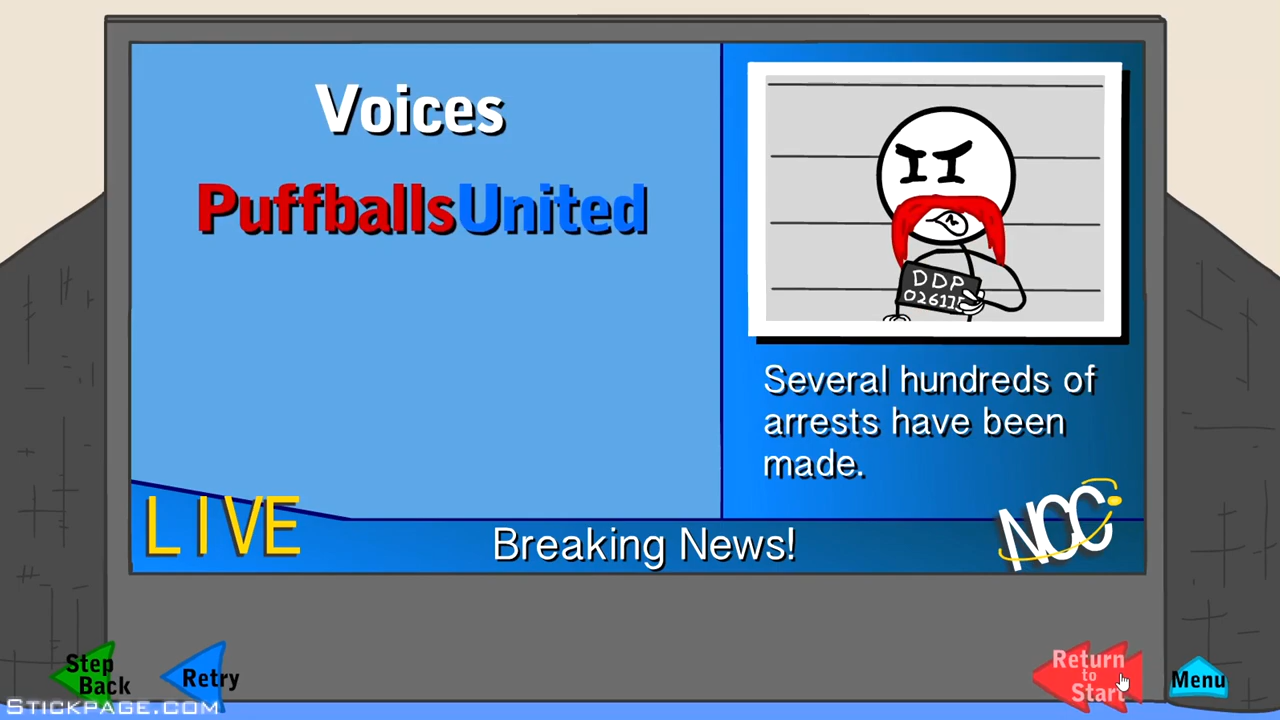 Voices
PuffballsUnited
DDP
Several hundreds of
arrests have been
made.
LIVE
Breaking News!
NCC
Step
Back
Retry
Return
to
Start
Menu
STICKPAGE.COM